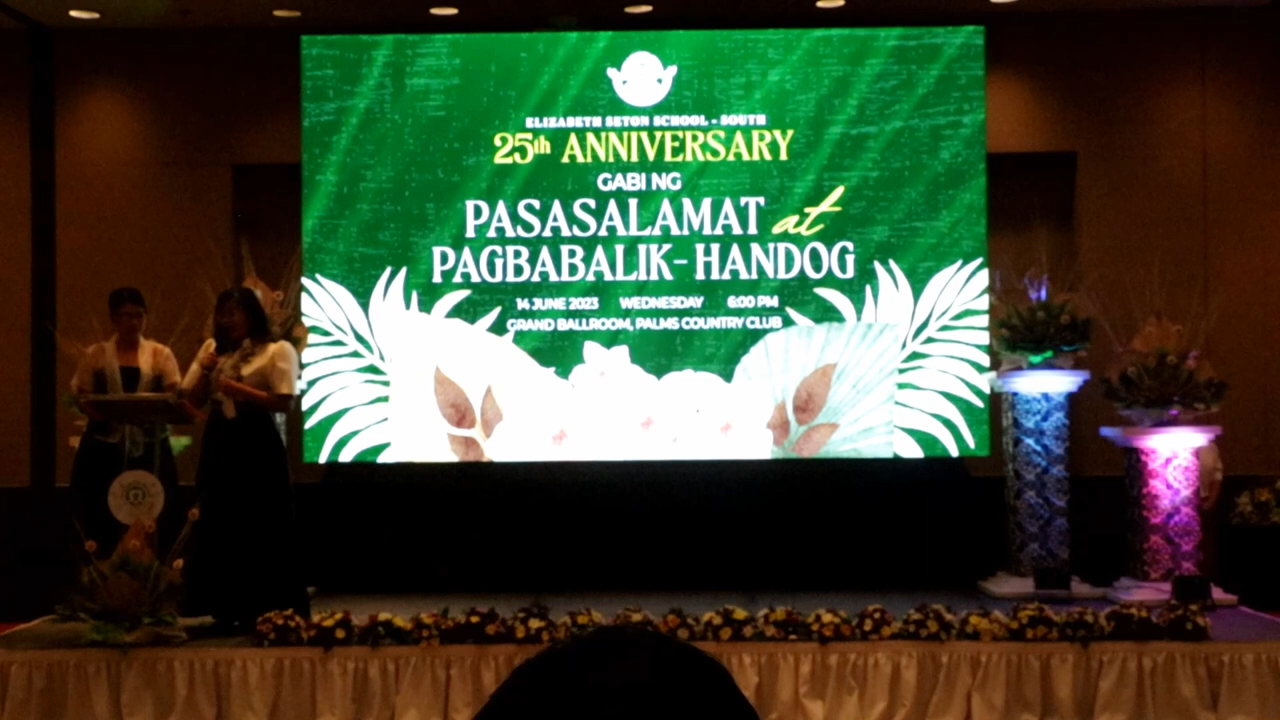 ELIZABETH SETON SCHOOL - SOUTH
25th ANNIVERSARY
GABI NG
PASASALAMAT at
PAGBABALIK-HANDOG
14 JUNE 2023 WEDNESDAY 6:00 PM
GRAND BALLROOM, PALMS COUNTRY CLUB